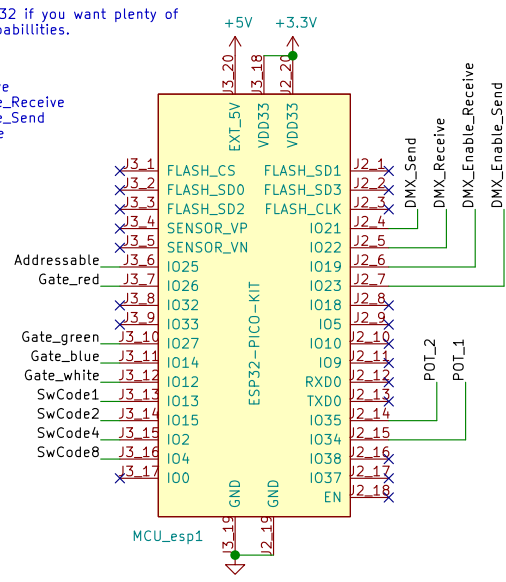 32 if you want plenty of
pabillities.
e_Receive
e_Send
+5V
+3.3V
J3_20
J3_18
J2_20
EXT_5V
VDD33
VDD33
J3_1 FLASH_CS FLASH_SD1 J2_1
J3_2 FLASH_SD0 FLASH_SD3 J2_2
J3_3 FLASH_SD2 FLASH_CLK J2_3
J3_4 SENSOR_VP IO21 J2_4 DMX_Send
J3_5 SENSOR_VN IO22 J2_5 DMX_Receive
Addressable J3_6 IO25 IO19 J2_6 DMX_Enable_Receive
Gate_red J3_7 IO26 IO23 J2_7 DMX_Enable_Send
J3_8 IO32 IO18 J2_8
J3_9 IO33 IO5 J2_9
Gate_green J3_10 IO27 IO10 J2_10
Gate_blue J3_11 IO14 IO9 J2_11
Gate_white J3_12 IO12 RXD0 J2_12
SwCode1 J3_13 IO13 TXD0 J2_13
SwCode2 J3_14 IO15 IO35 J2_14 POT_2
SwCode4 J3_15 IO2 IO34 J2_15 POT_1
SwCode8 J3_16 IO4 IO38 J2_16
J3_17 IO0 IO37 J2_17
EN J2_18
ESP32-PICO-KIT
GND
GND
J3_19
J2_19
MCU_esp1